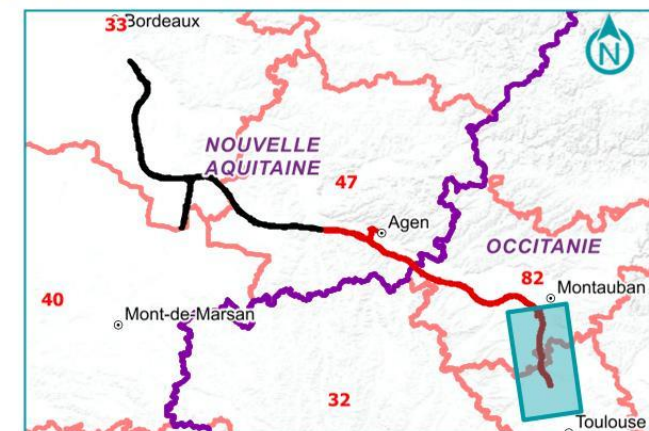 33
Bordeaux
N
NOUVELLE
AQUITAINE
47
Agen
OCCITANIE
82
Montauban
40
Mont-de-Marsan
32
Toulouse